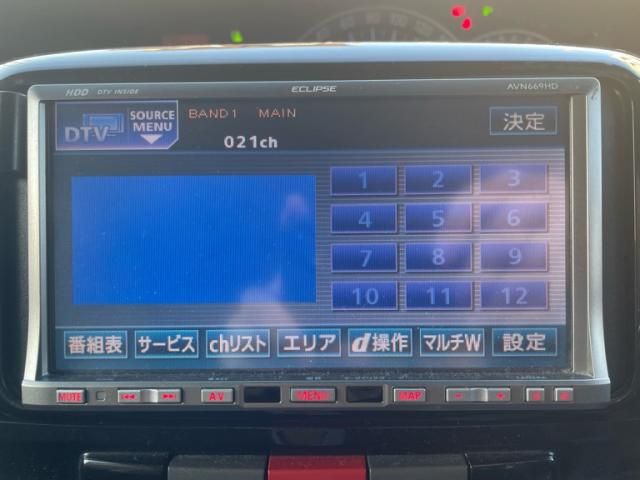 HDD DTV INSIDE ECLIPSE AVN669HD
DTV SOURCE MENU BAND1 MAIN 決定
021ch
1 2 3
4 5 6
7 8 9
10 11 12
番組表 サービス chリスト エリア d操作 マルチW 設定
MUTE AV MENU MAP